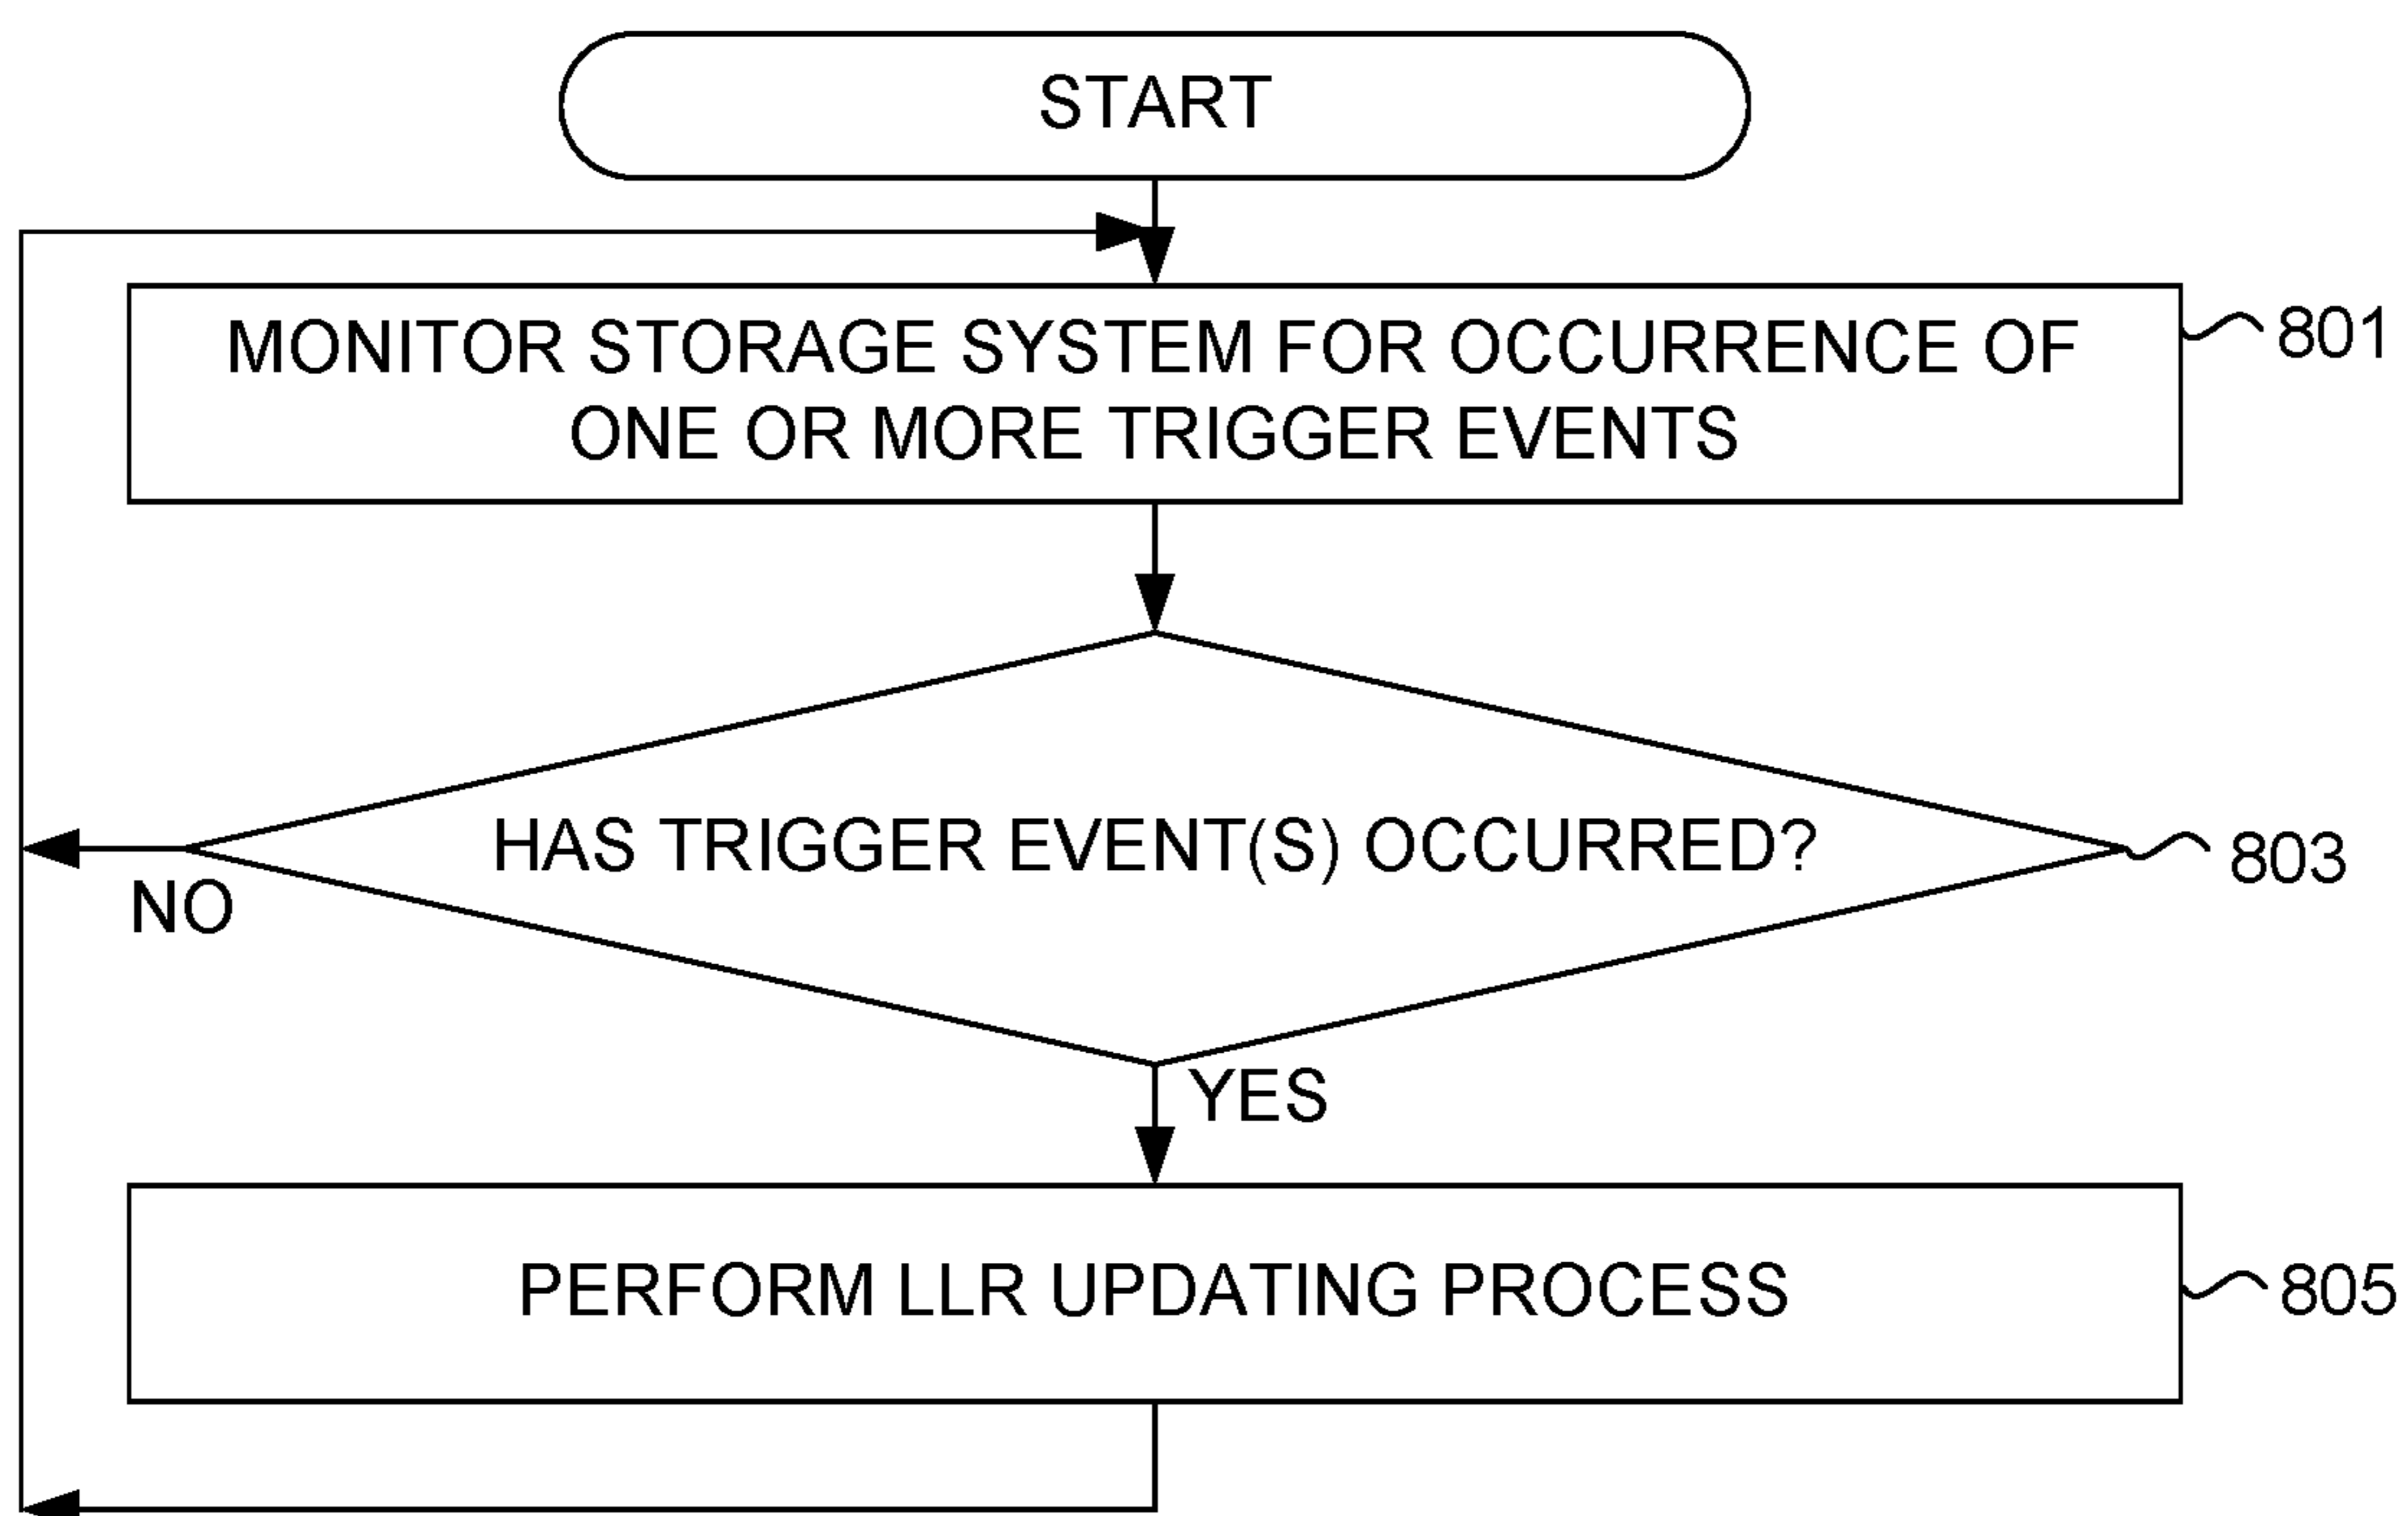 START
MONITOR STORAGE SYSTEM FOR OCCURRENCE OF
ONE OR MORE TRIGGER EVENTS
801
HAS TRIGGER EVENT(S) OCCURRED?
803
NO
YES
PERFORM LLR UPDATING PROCESS
805